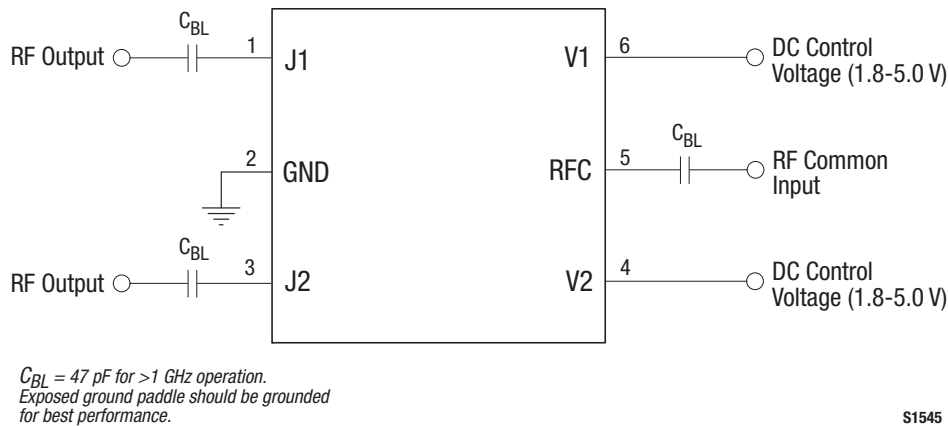 C_BL
RF Output
1
J1
V1
6
DC Control
Voltage (1.8-5.0 V)
2
GND
RFC
5
C_BL
RF Common
Input
C_BL
RF Output
3
J2
V2
4
DC Control
Voltage (1.8-5.0 V)
C_BL = 47 pF for >1 GHz operation.
Exposed ground paddle should be grounded
for best performance.
S1545